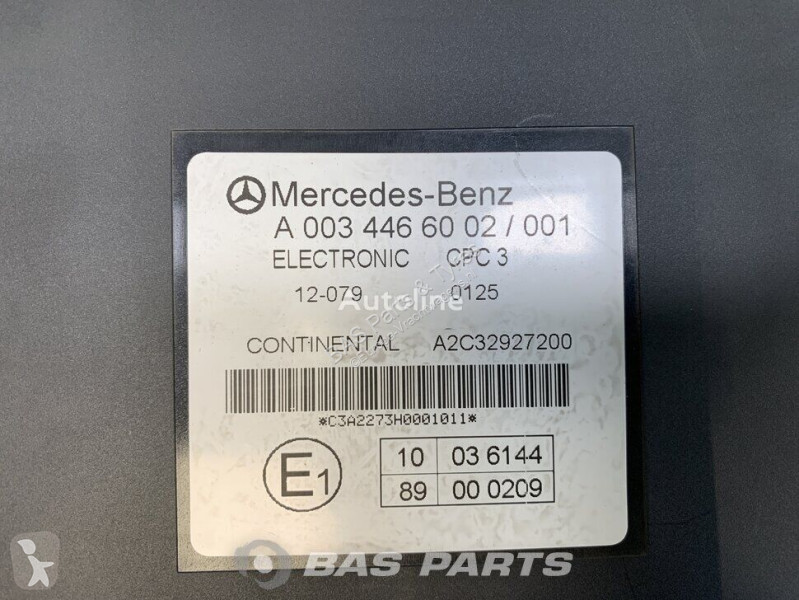 Mercedes-Benz
A 003 446 60 02 / 001
ELECTRONIC CPC 3
12-079 0125
Autoline
CONTINENTAL A2C32927200
*C3A2273H0001011*
E1
10 03 6144
89 00 0209
BAS PARTS